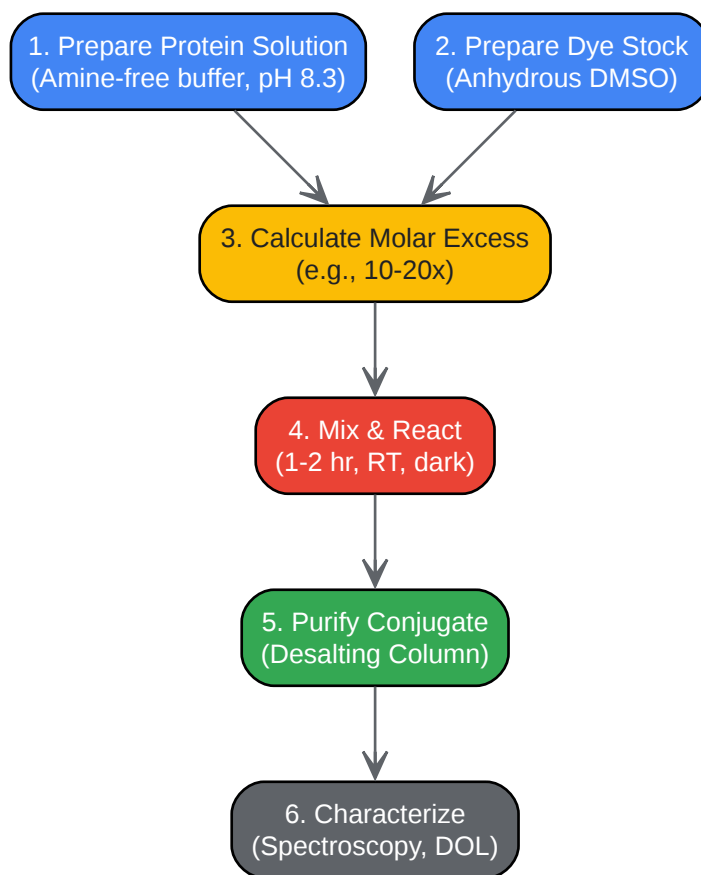 1. Prepare Protein Solution
(Amine-free buffer, pH 8.3)
2. Prepare Dye Stock
(Anhydrous DMSO)
3. Calculate Molar Excess
(e.g., 10-20x)
4. Mix & React
(1-2 hr, RT, dark)
5. Purify Conjugate
(Desalting Column)
6. Characterize
(Spectroscopy, DOL)